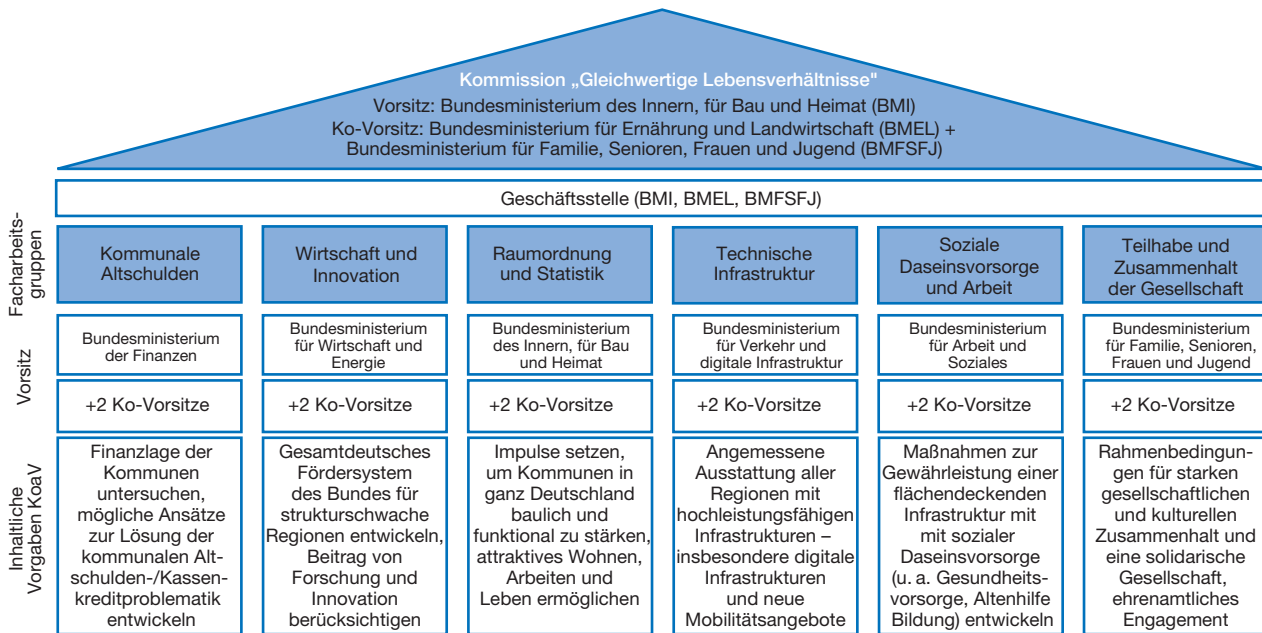 Kommission „Gleichwertige Lebensverhältnisse"
Vorsitz: Bundesministerium des Innern, für Bau und Heimat (BMI)
Ko-Vorsitz: Bundesministerium für Ernährung und Landwirtschaft (BMEL) +
Bundesministerium für Familie, Senioren, Frauen und Jugend (BMFSFJ)
Geschäftsstelle (BMI, BMEL, BMFSFJ)
Facharbeits-
gruppen
Kommunale
Altschulden
Wirtschaft und
Innovation
Raumordnung
und Statistik
Technische
Infrastruktur
Soziale
Daseinsvorsorge
und Arbeit
Teilhabe und
Zusammenhalt
der Gesellschaft
Vorsitz
Bundesministerium
der Finanzen
Bundesministerium
für Wirtschaft und
Energie
Bundesministerium
des Innern, für Bau
und Heimat
Bundesministerium
für Verkehr und
digitale Infrastruktur
Bundesministerium
für Arbeit und
Soziales
Bundesministerium
für Familie, Senioren,
Frauen und Jugend
+2 Ko-Vorsitze
+2 Ko-Vorsitze
+2 Ko-Vorsitze
+2 Ko-Vorsitze
+2 Ko-Vorsitze
+2 Ko-Vorsitze
Inhaltliche
Vorgaben KoaV
Finanzlage der
Kommunen
untersuchen,
mögliche Ansätze
zur Lösung der
kommunalen Alt-
schulden-/Kassen-
kreditproblematik
entwickeln
Gesamtdeutsches
Fördersystem
des Bundes für
strukturschwache
Regionen entwickeln,
Beitrag von
Forschung und
Innovation
berücksichtigen
Impulse setzen,
um Kommunen in
ganz Deutschland
baulich und
funktional zu stärken,
attraktives Wohnen,
Arbeiten und
Leben ermöglichen
Angemessene
Ausstattung aller
Regionen mit
hochleistungsfähigen
Infrastrukturen –
insbesondere digitale
Infrastrukturen
und neue
Mobilitätsangebote
Maßnahmen zur
Gewährleistung einer
flächendeckenden
Infrastruktur mit
mit sozialer
Daseinsvorsorge
(u. a. Gesundheits-
vorsorge, Altenhilfe
Bildung) entwickeln
Rahmenbedingun-
gen für starken
gesellschaftlichen
und kulturellen
Zusammenhalt und
eine solidarische
Gesellschaft,
ehrenamtliches
Engagement